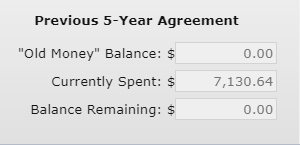 Previous 5-Year Agreement
"Old Money" Balance: $ 0.00
Currently Spent: $ 7,130.64
Balance Remaining: $ 0.00